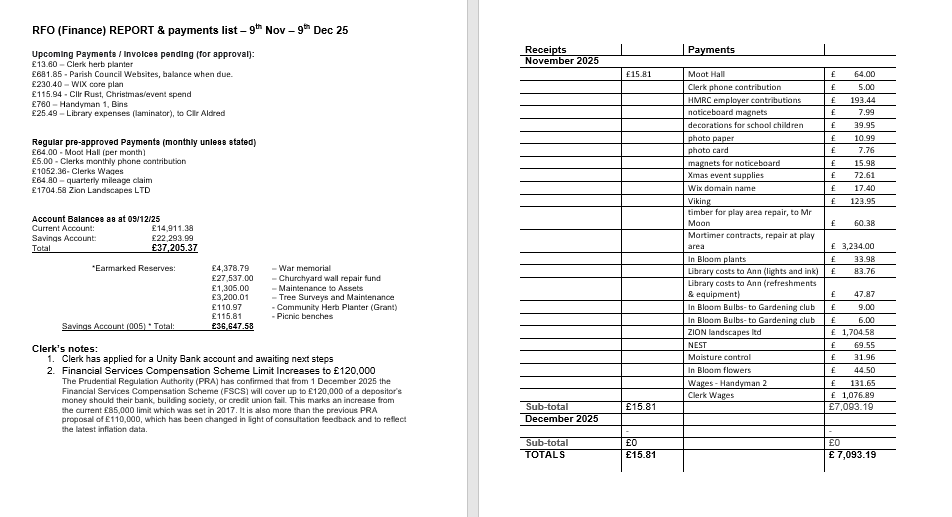 RFO (Finance) REPORT & payments list – 9th Nov – 9th Dec 25
Upcoming Payments / Invoices pending (for approval):
£13.60 – Clerk herb planter
£681.85 - Parish Council Websites, balance when due.
£230.40 – WIX core plan
£115.94 – Cllr Rust, Christmas/event spend
£760 – Handyman 1, Bins
£25.49 – Library expenses (laminator), to Cllr Aldred
Regular pre-approved Payments (monthly unless stated)
£64.00 - Moot Hall (per month)
£5.00 - Clerks monthly phone contribution
£1052.36- Clerks Wages
£64.80 – quarterly mileage claim
£1704.58 Zion Landscapes LTD
Account Balances as at 09/12/25
Current Account: £14,911.38
Savings Account: £22,293.99
Total £37,205.37
*Earmarked Reserves: £4,378.79 – War memorial
£27,537.00 – Churchyard wall repair fund
£1,305.00 – Maintenance to Assets
£3,200.01 – Tree Surveys and Maintenance
£110.97 - Community Herb Planter (Grant)
£115.81 - Picnic benches
Savings Account (005) * Total: £36,647.58
Clerk's notes:
1. Clerk has applied for a Unity Bank account and awaiting next steps
2. Financial Services Compensation Scheme Limit Increases to £120,000
The Prudential Regulation Authority (PRA) has confirmed that from 1 December 2025 the
Financial Services Compensation Scheme (FSCS) will cover up to £120,000 of a depositor's
money should their bank, building society, or credit union fail. This marks an increase from
the current £85,000 limit which was set in 2017. It is also more than the previous PRA
proposal of £110,000, which has been changed in light of consultation feedback and to reflect
the latest inflation data.
Receipts Payments
November 2025
£15.81 Moot Hall £ 64.00
Clerk phone contribution £ 5.00
HMRC employer contributions £ 193.44
noticeboard magnets £ 7.99
decorations for school children £ 39.95
photo paper £ 10.99
photo card £ 7.76
magnets for noticeboard £ 15.98
Xmas event supplies £ 72.61
Wix domain name £ 17.40
Viking £ 123.95
timber for play area repair, to Mr
Moon £ 60.38
Mortimer contracts, repair at play
area £ 3,234.00
In Bloom plants £ 33.98
Library costs to Ann (lights and ink) £ 83.76
Library costs to Ann (refreshments
& equipment) £ 47.87
In Bloom Bulbs- to Gardening club £ 9.00
In Bloom Bulbs- to Gardening club £ 6.00
ZION landscapes ltd £ 1,704.58
NEST £ 69.55
Moisture control £ 31.96
In Bloom flowers £ 44.50
Wages - Handyman 2 £ 131.65
Clerk Wages £ 1,076.89
Sub-total £15.81 £7,093.19
December 2025
- -
Sub-total £0 £0
TOTALS £15.81 £ 7,093.19